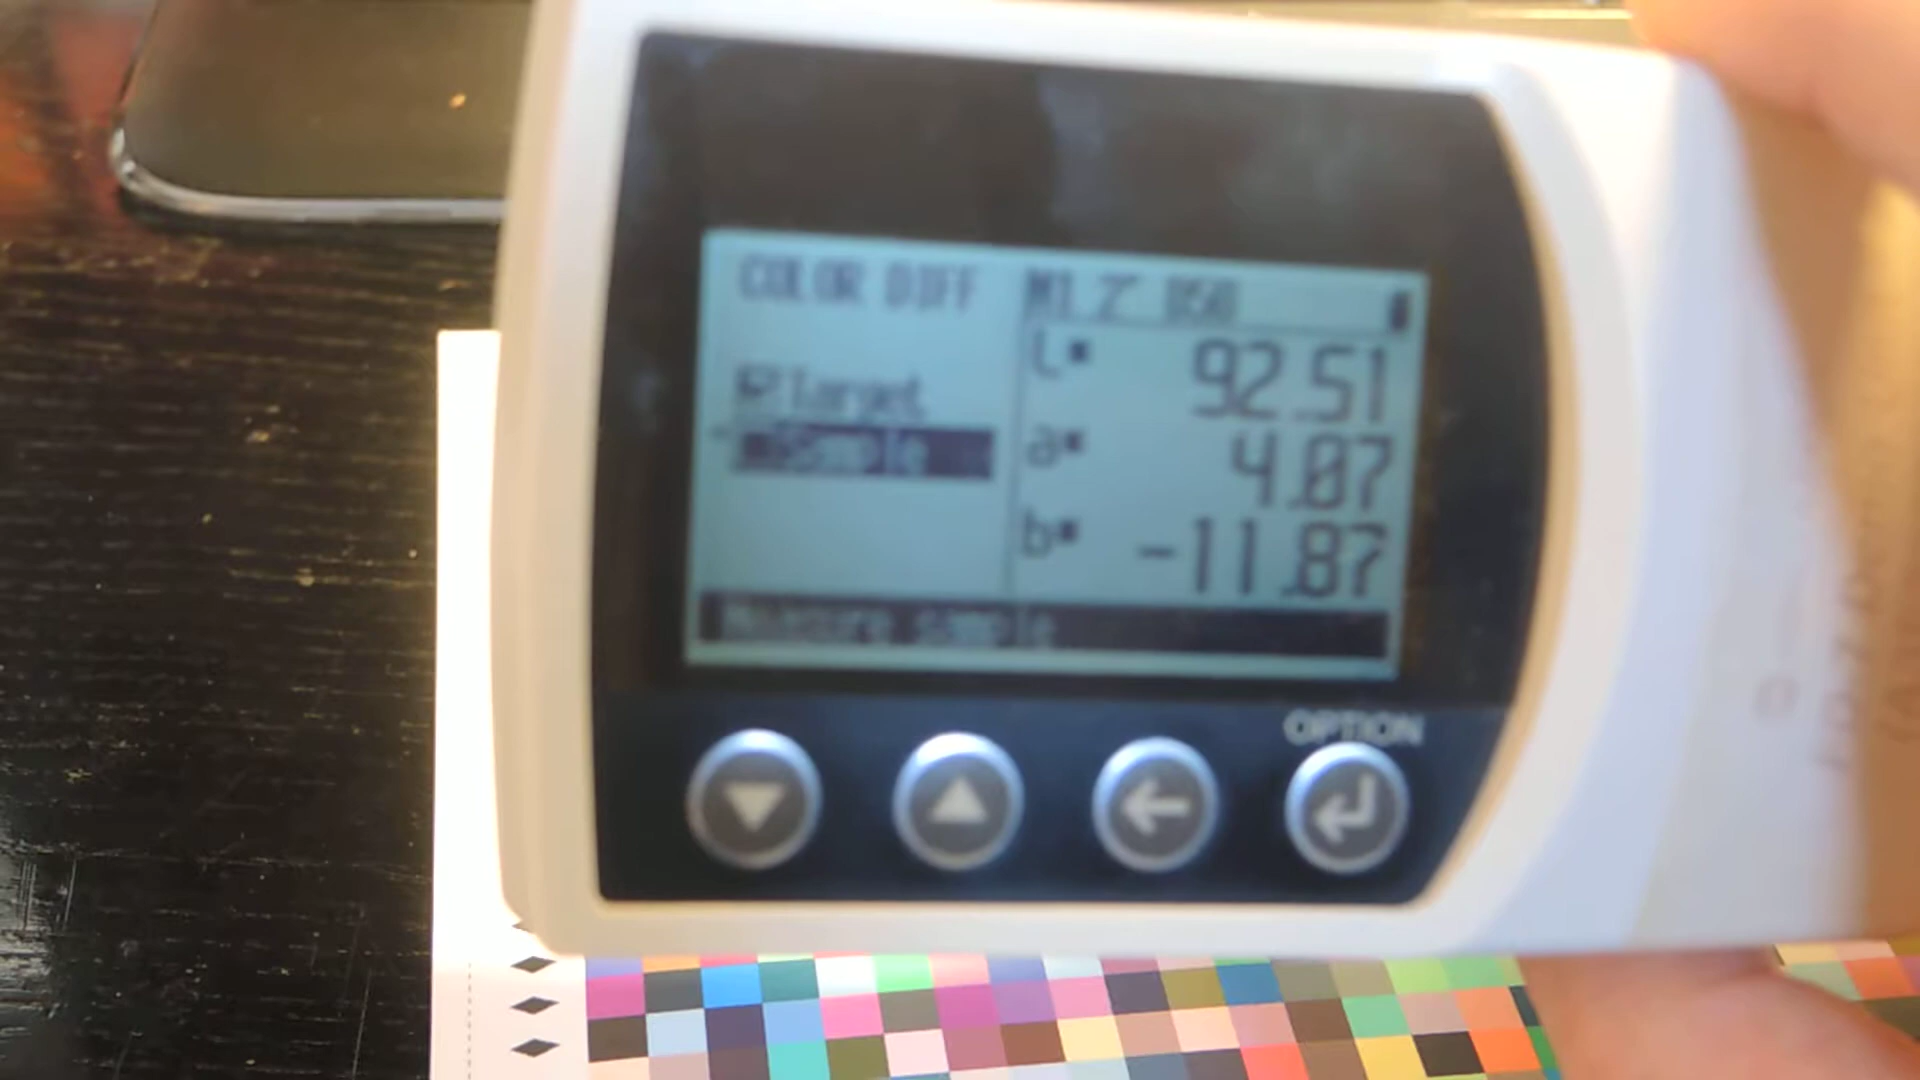 COLOR DIFF
M1 2° D50
Target
Sample
L* 92.51
a* 4.07
b* -11.87
Measure sample
OPTION